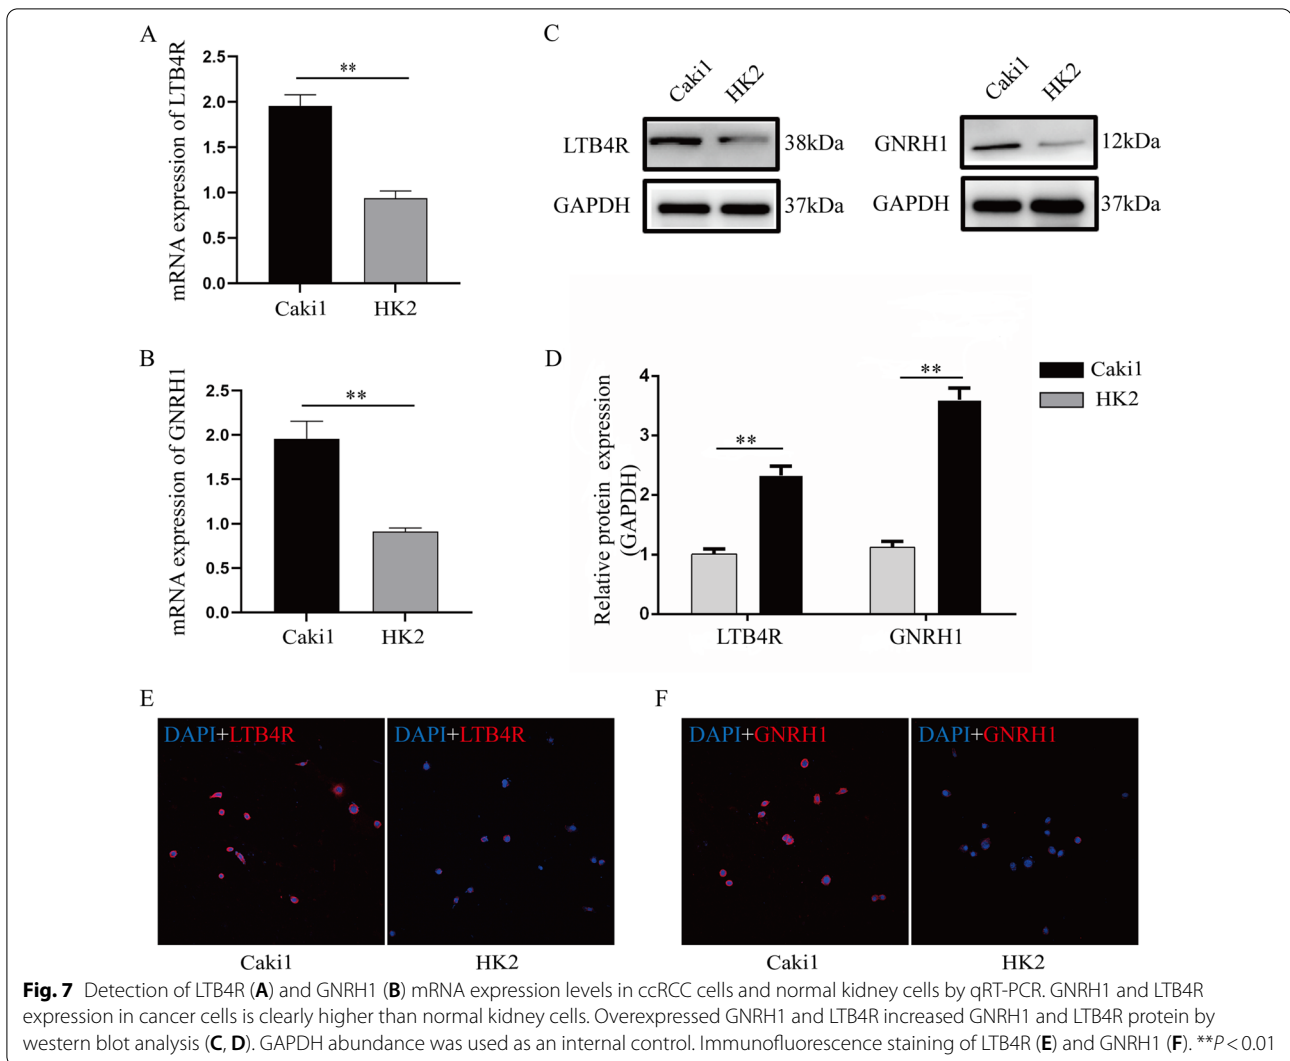 A
mRNA expression of LTB4R
2.5
2.0
1.5
1.0
0.5
0.0
**
Caki1 HK2
B
mRNA expression of GNRH1
2.5
2.0
1.5
1.0
0.5
0.0
**
Caki1 HK2
C
Caki1 HK2
LTB4R 38kDa
GAPDH 37kDa
Caki1 HK2
GNRH1 12kDa
GAPDH 37kDa
D
Relative protein expression
(GAPDH)
4
3
2
1
0
**
**
LTB4R GNRH1
Caki1
HK2
E
DAPI+LTB4R DAPI+LTB4R
Caki1 HK2
F
DAPI+GNRH1 DAPI+GNRH1
Caki1 HK2
Fig. 7 Detection of LTB4R (A) and GNRH1 (B) mRNA expression levels in ccRCC cells and normal kidney cells by qRT-PCR. GNRH1 and LTB4R
expression in cancer cells is clearly higher than normal kidney cells. Overexpressed GNRH1 and LTB4R increased GNRH1 and LTB4R protein by
western blot analysis (C, D). GAPDH abundance was used as an internal control. Immunofluorescence staining of LTB4R (E) and GNRH1 (F). **P < 0.01